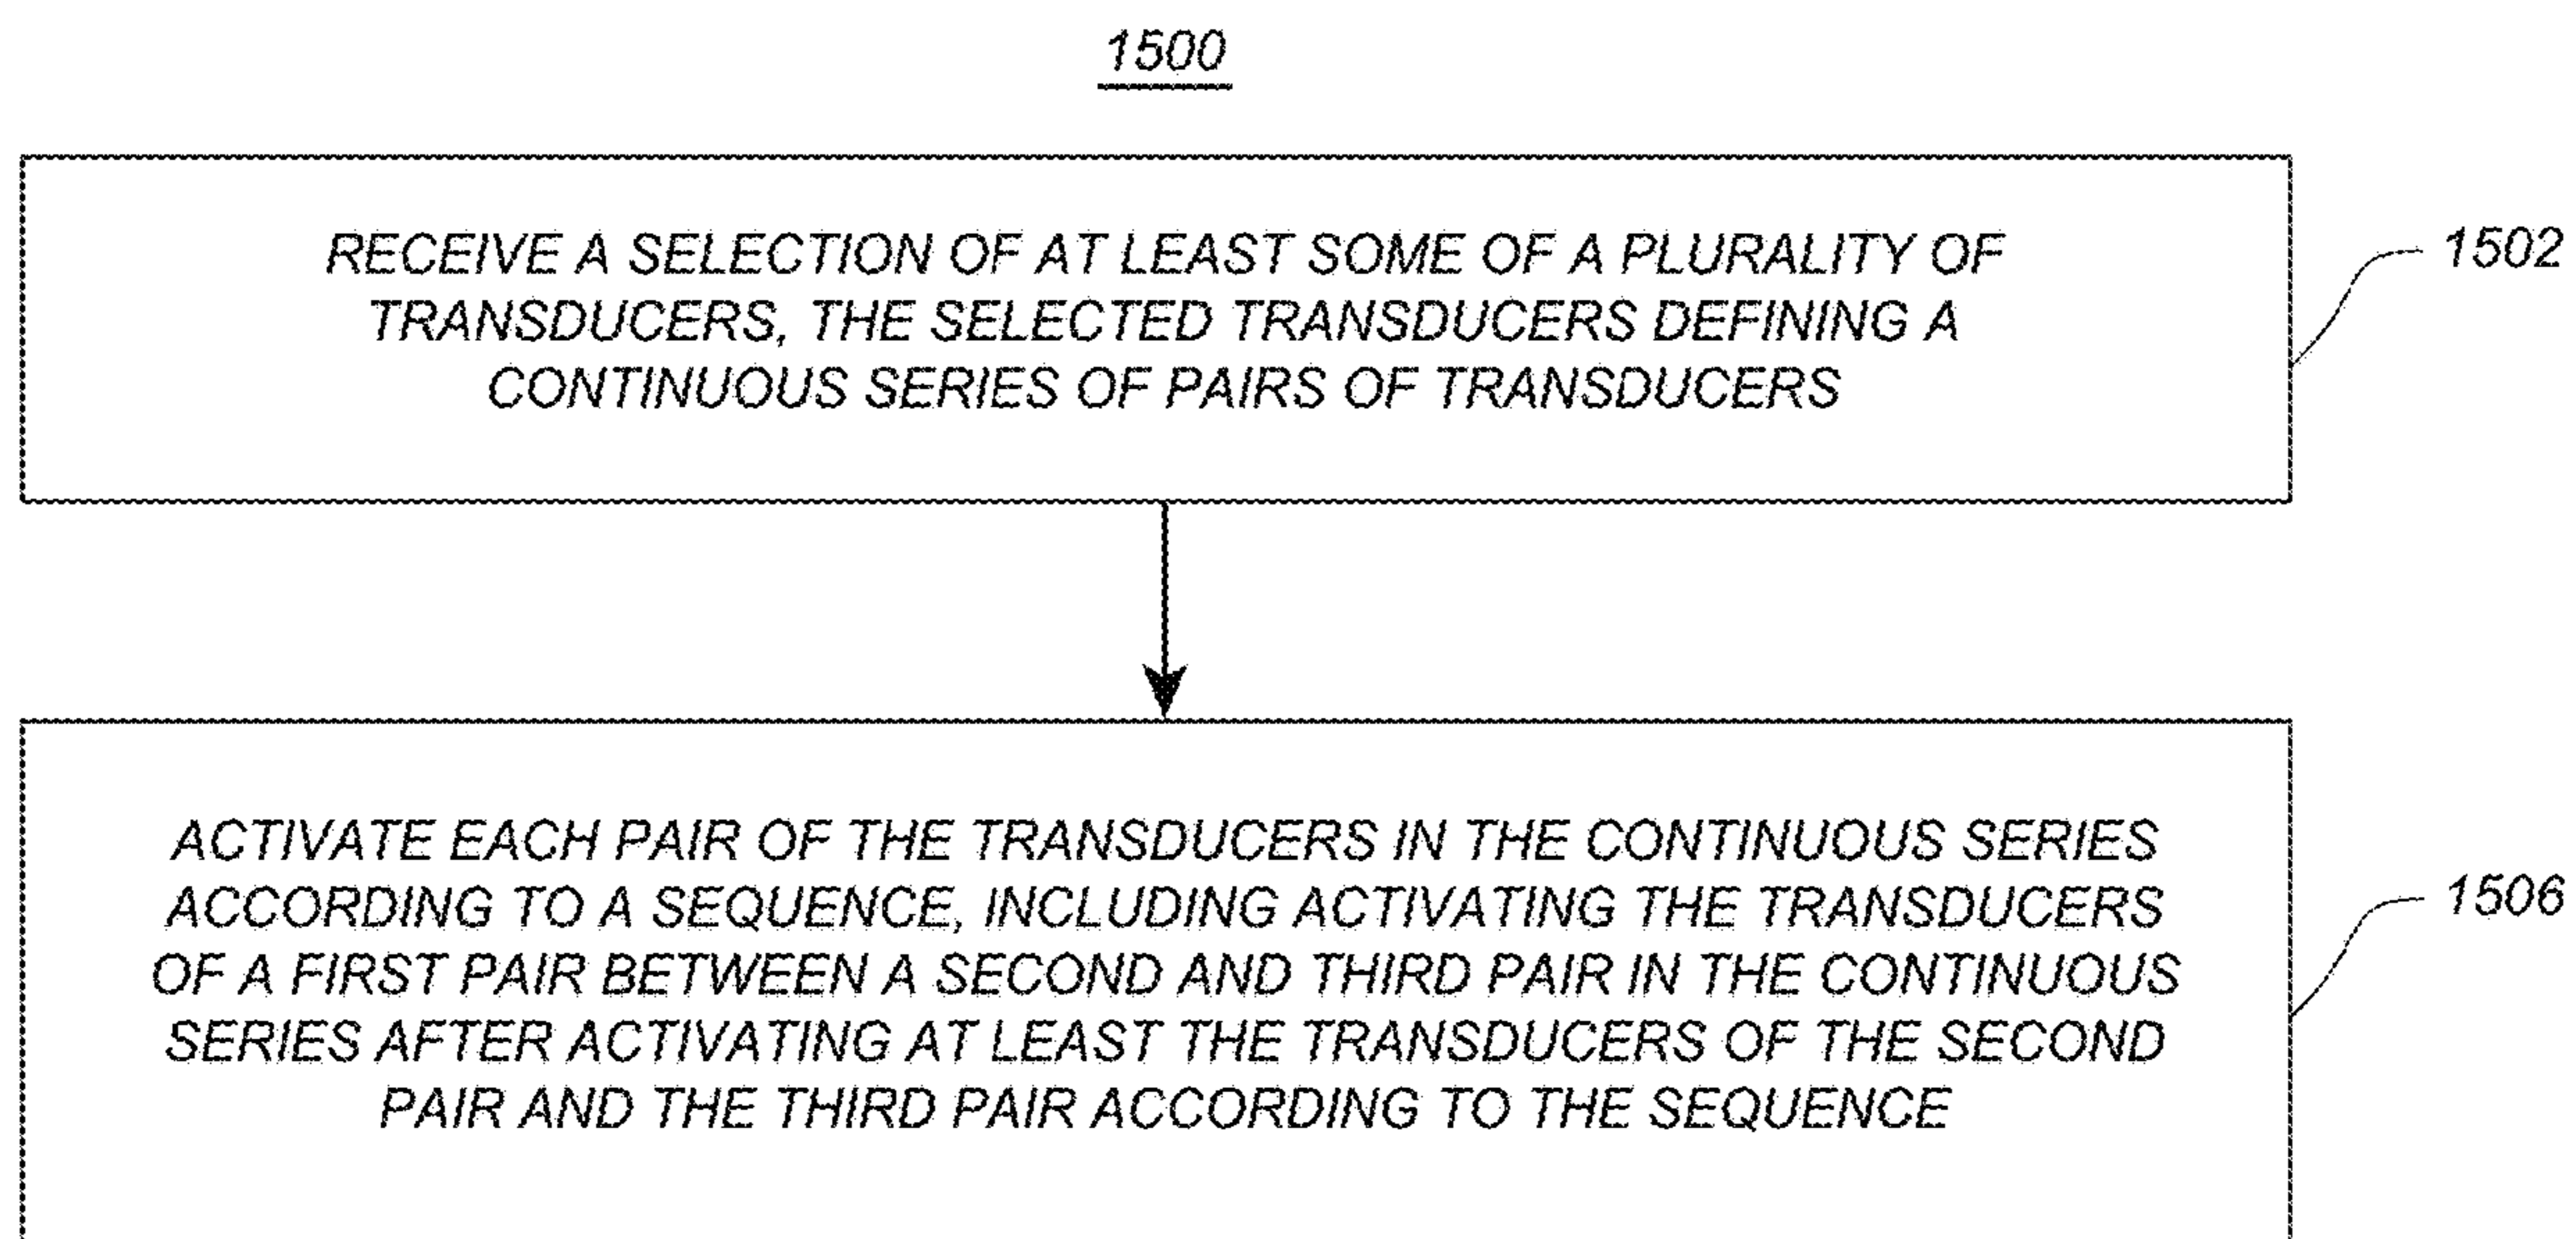 1500
RECEIVE A SELECTION OF AT LEAST SOME OF A PLURALITY OF
TRANSDUCERS, THE SELECTED TRANSDUCERS DEFINING A
CONTINUOUS SERIES OF PAIRS OF TRANSDUCERS
1502
ACTIVATE EACH PAIR OF THE TRANSDUCERS IN THE CONTINUOUS SERIES
ACCORDING TO A SEQUENCE, INCLUDING ACTIVATING THE TRANSDUCERS
OF A FIRST PAIR BETWEEN A SECOND AND THIRD PAIR IN THE CONTINUOUS
SERIES AFTER ACTIVATING AT LEAST THE TRANSDUCERS OF THE SECOND
PAIR AND THE THIRD PAIR ACCORDING TO THE SEQUENCE
1506